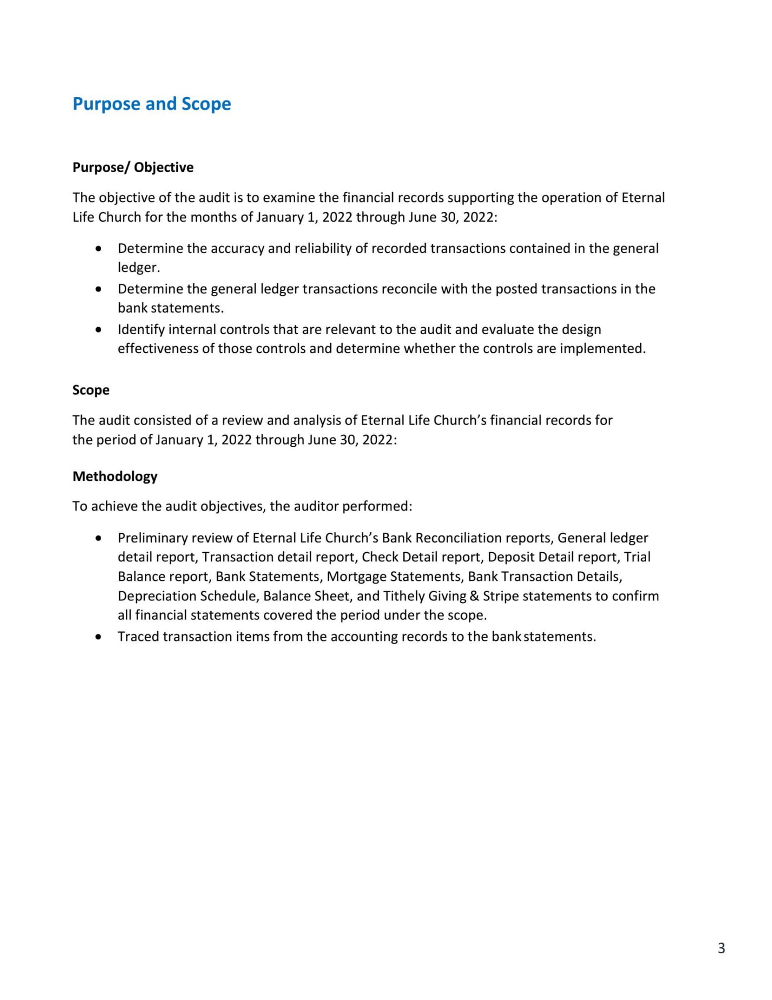 Purpose and Scope
Purpose/ Objective
The objective of the audit is to examine the financial records supporting the operation of Eternal
Life Church for the months of January 1, 2022 through June 30, 2022:
• Determine the accuracy and reliability of recorded transactions contained in the general
ledger.
• Determine the general ledger transactions reconcile with the posted transactions in the
bank statements.
• Identify internal controls that are relevant to the audit and evaluate the design
effectiveness of those controls and determine whether the controls are implemented.
Scope
The audit consisted of a review and analysis of Eternal Life Church’s financial records for
the period of January 1, 2022 through June 30, 2022:
Methodology
To achieve the audit objectives, the auditor performed:
• Preliminary review of Eternal Life Church’s Bank Reconciliation reports, General ledger
detail report, Transaction detail report, Check Detail report, Deposit Detail report, Trial
Balance report, Bank Statements, Mortgage Statements, Bank Transaction Details,
Depreciation Schedule, Balance Sheet, and Tithely Giving & Stripe statements to confirm
all financial statements covered the period under the scope.
• Traced transaction items from the accounting records to the bank statements.
3